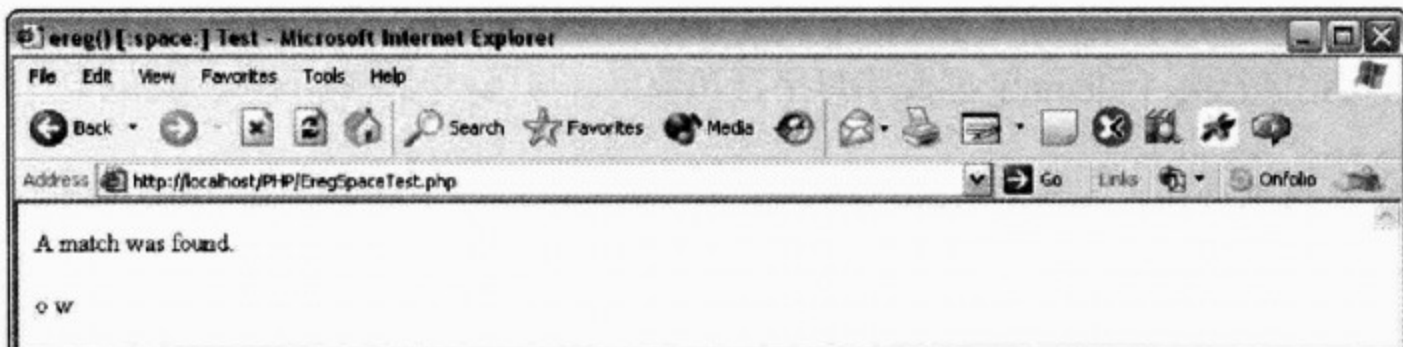 ereg() [:space:] Test - Microsoft Internet Explorer
File Edit View Favorites Tools Help
Back Search Favorites Media
Address http://localhost/PHP/EregSpaceTest.php Go Links Onfolio
A match was found.
o w